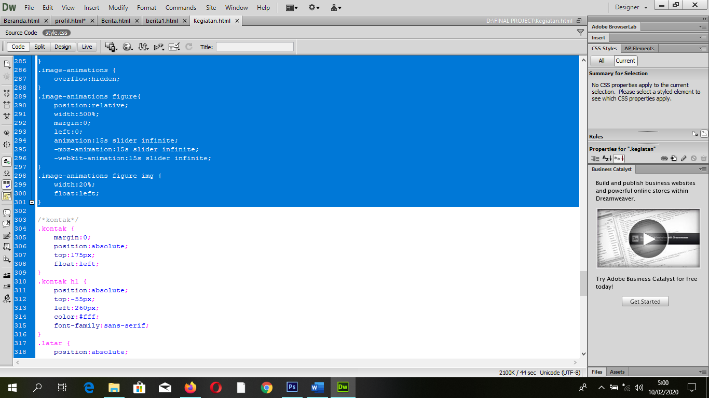 Dw File Edit View Insert Modify Format Commands Site Window Help Designer
Beranda.html profil.html* Berita.html berita1.html Kegiatan.html
Source Code style.css
Code Split Design Live Title:
285 }
286 .image-animations {
287 overflow:hidden;
288 }
289 .image-animations figure{
290 position:relative;
291 width:500%;
292 margin:0;
293 left:0;
294 animation:15s slider infinite;
295 -moz-animation:15s slider infinite;
296 -webkit-animation:15s slider infinite;
297 }
298 .image-animations figure img {
299 width:20%;
300 float:left;
301 }
302
303 /*kontak*/
304 .kontak {
305 margin:0;
306 position:absolute;
307 top:175px;
308 float:left;
309 }
310 .kontak h1 {
311 position:absolute;
312 top:-55px;
313 left:260px;
314 color:#fff;
315 font-family:sans-serif;
316 }
317 .latar {
318 position:absolute;
2100K / 44 sec Unicode (UTF-8)
Adobe BrowserLab
Insert
CSS Styles AP Elements
All Current
Summary for Selection
No CSS properties apply to the current
selection. Please select a styled element to
see which CSS properties apply.
Rules
Properties for ".kegiatan"
Business Catalyst
Build and publish business websites
and powerful online stores within
Dreamweaver.
Try Adobe Business Catalyst for free
today!
Get Started
Files Assets
5:00
10/02/2020